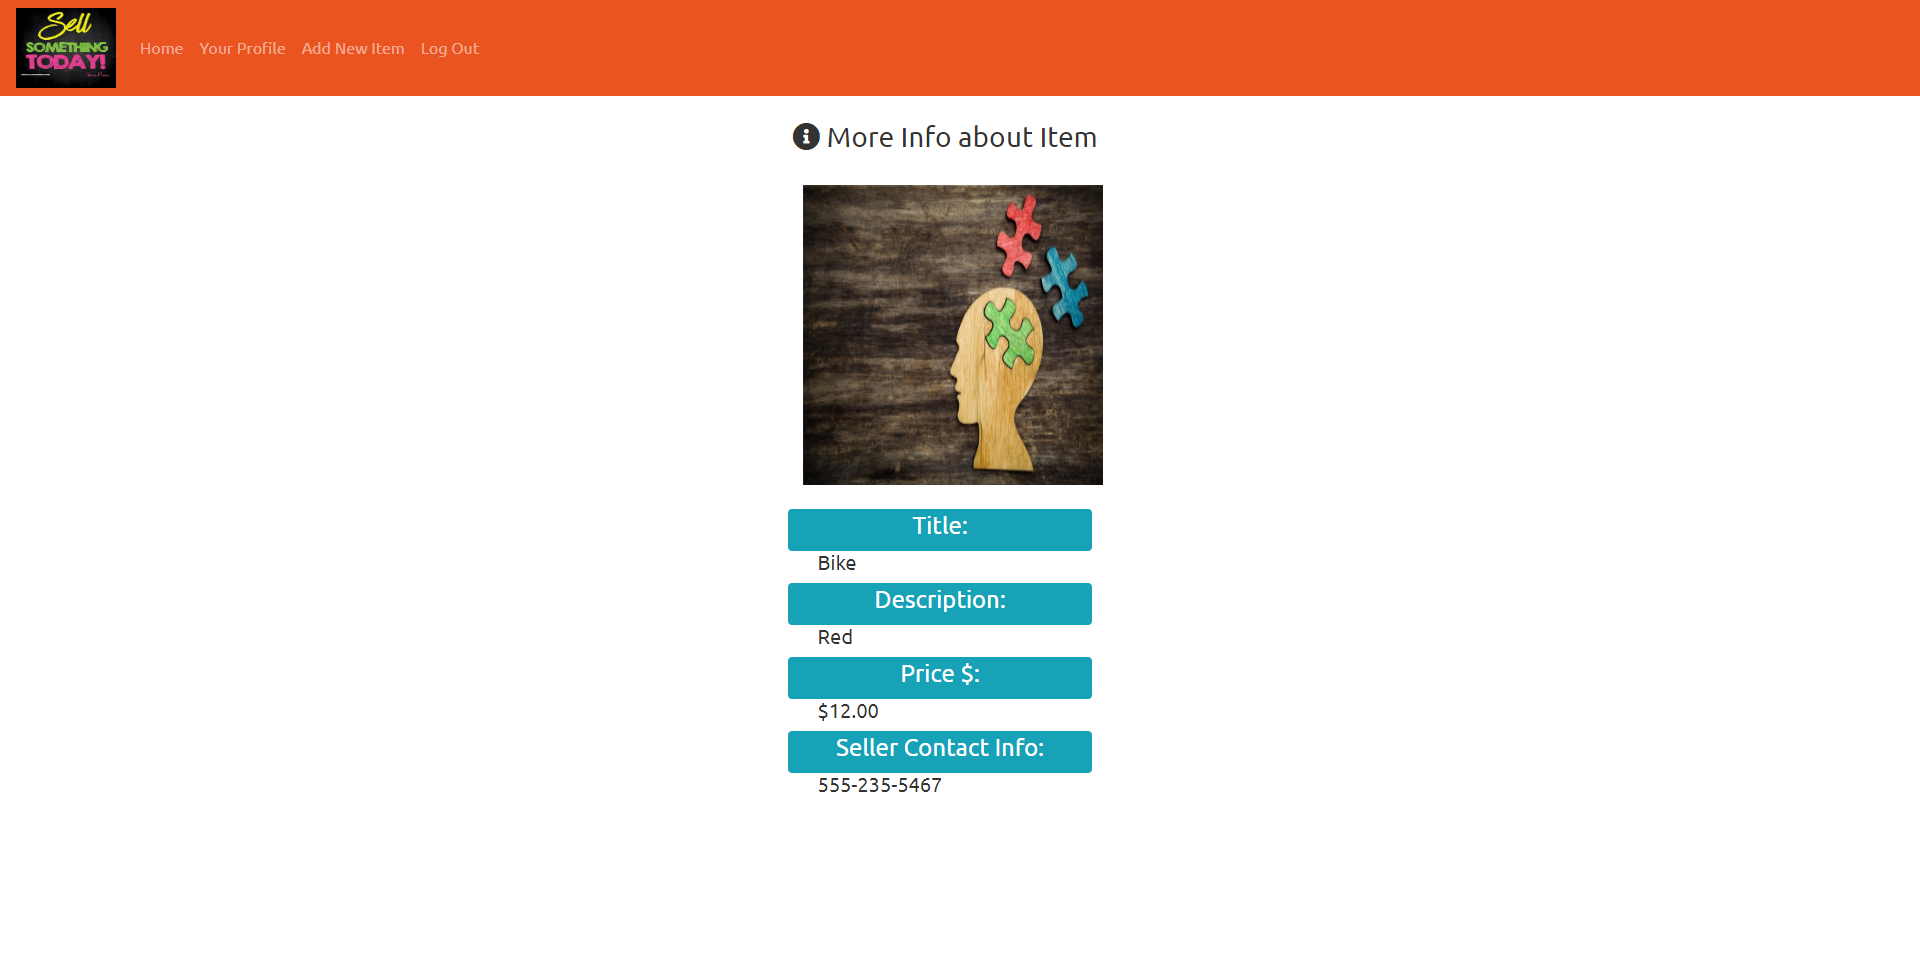 Sell
SOMETHING
TODAY!
Home Your Profile Add New Item Log Out
More Info about Item
Title:
Bike
Description:
Red
Price $:
$12.00
Seller Contact Info:
555-235-5467